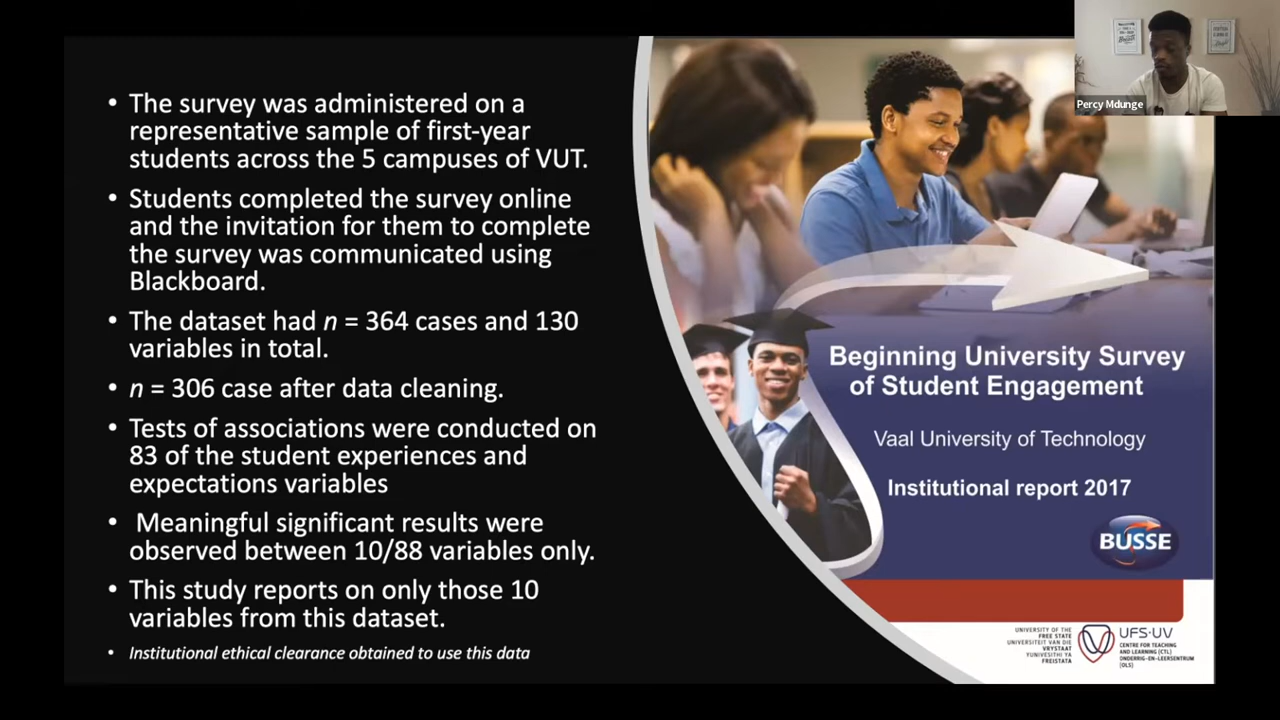 • The survey was administered on a
representative sample of first-year
students across the 5 campuses of VUT.
• Students completed the survey online
and the invitation for them to complete
the survey was communicated using
Blackboard.
• The dataset had n = 364 cases and 130
variables in total.
• n = 306 case after data cleaning.
• Tests of associations were conducted on
83 of the student experiences and
expectations variables
• Meaningful significant results were
observed between 10/88 variables only.
• This study reports on only those 10
variables from this dataset.
• Institutional ethical clearance obtained to use this data
Percy Mdunge
Beginning University Survey
of Student Engagement
Vaal University of Technology
Institutional report 2017
BUSSE
UNIVERSITY OF THE
FREE STATE
UNIVERSITEIT VAN DIE
VRYSTAAT
YUNIVESITHI YA
FREISTATA
UFS·UV
CENTRE FOR TEACHING
AND LEARNING (CTL)
ONDERRIG-EN-LEERSENTRUM
(OLS)